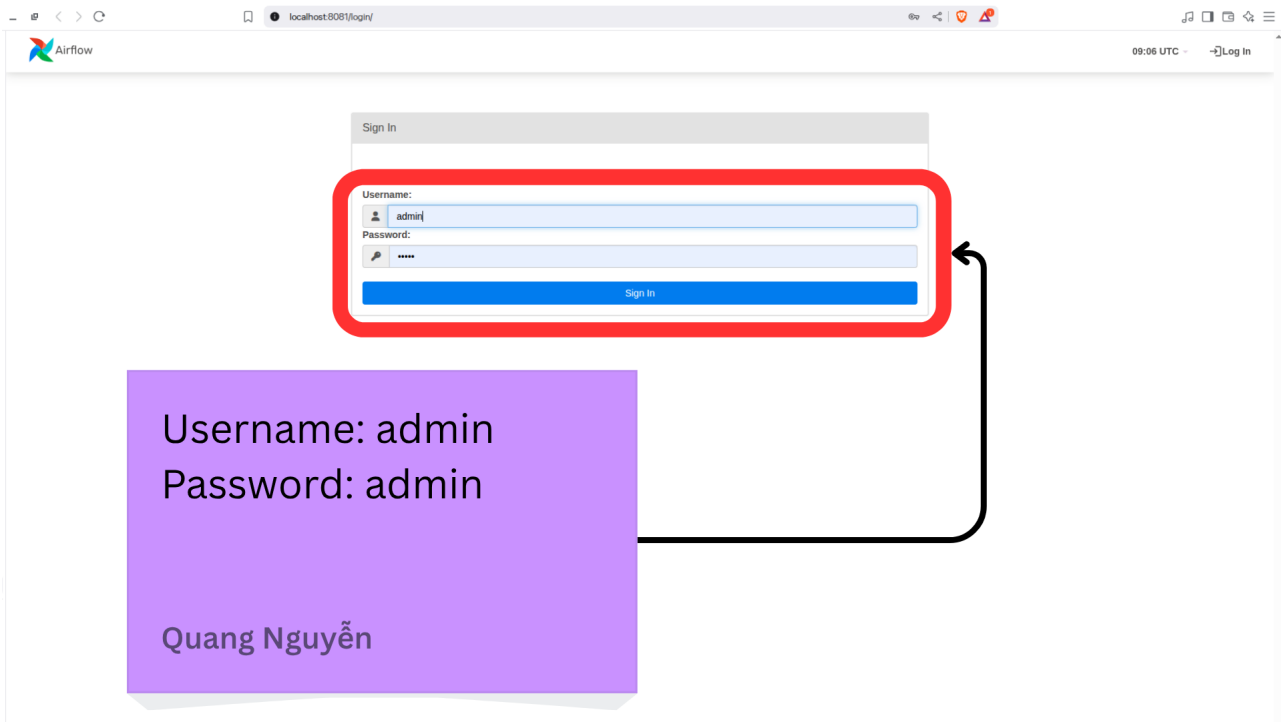 localhost:8081/login/
Airflow
09:06 UTC
Log In
Sign In
Username:
admin
Password:
•••••
Sign In
Username: admin
Password: admin
Quang Nguyễn